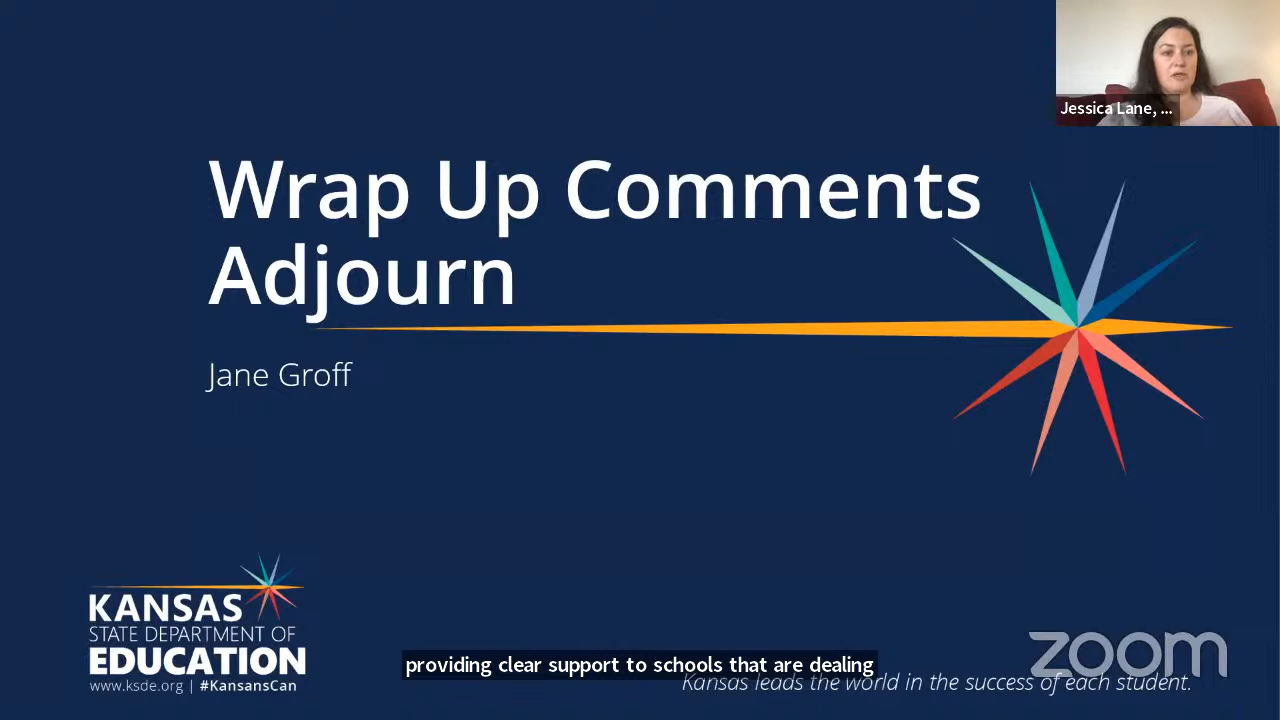 Jessica Lane, ...
Wrap Up Comments
Adjourn
Jane Groff
KANSAS
STATE DEPARTMENT OF
EDUCATION
www.ksde.org | #KansansCan
providing clear support to schools that are dealing
Kansas leads the world in the success of each student.
zoom